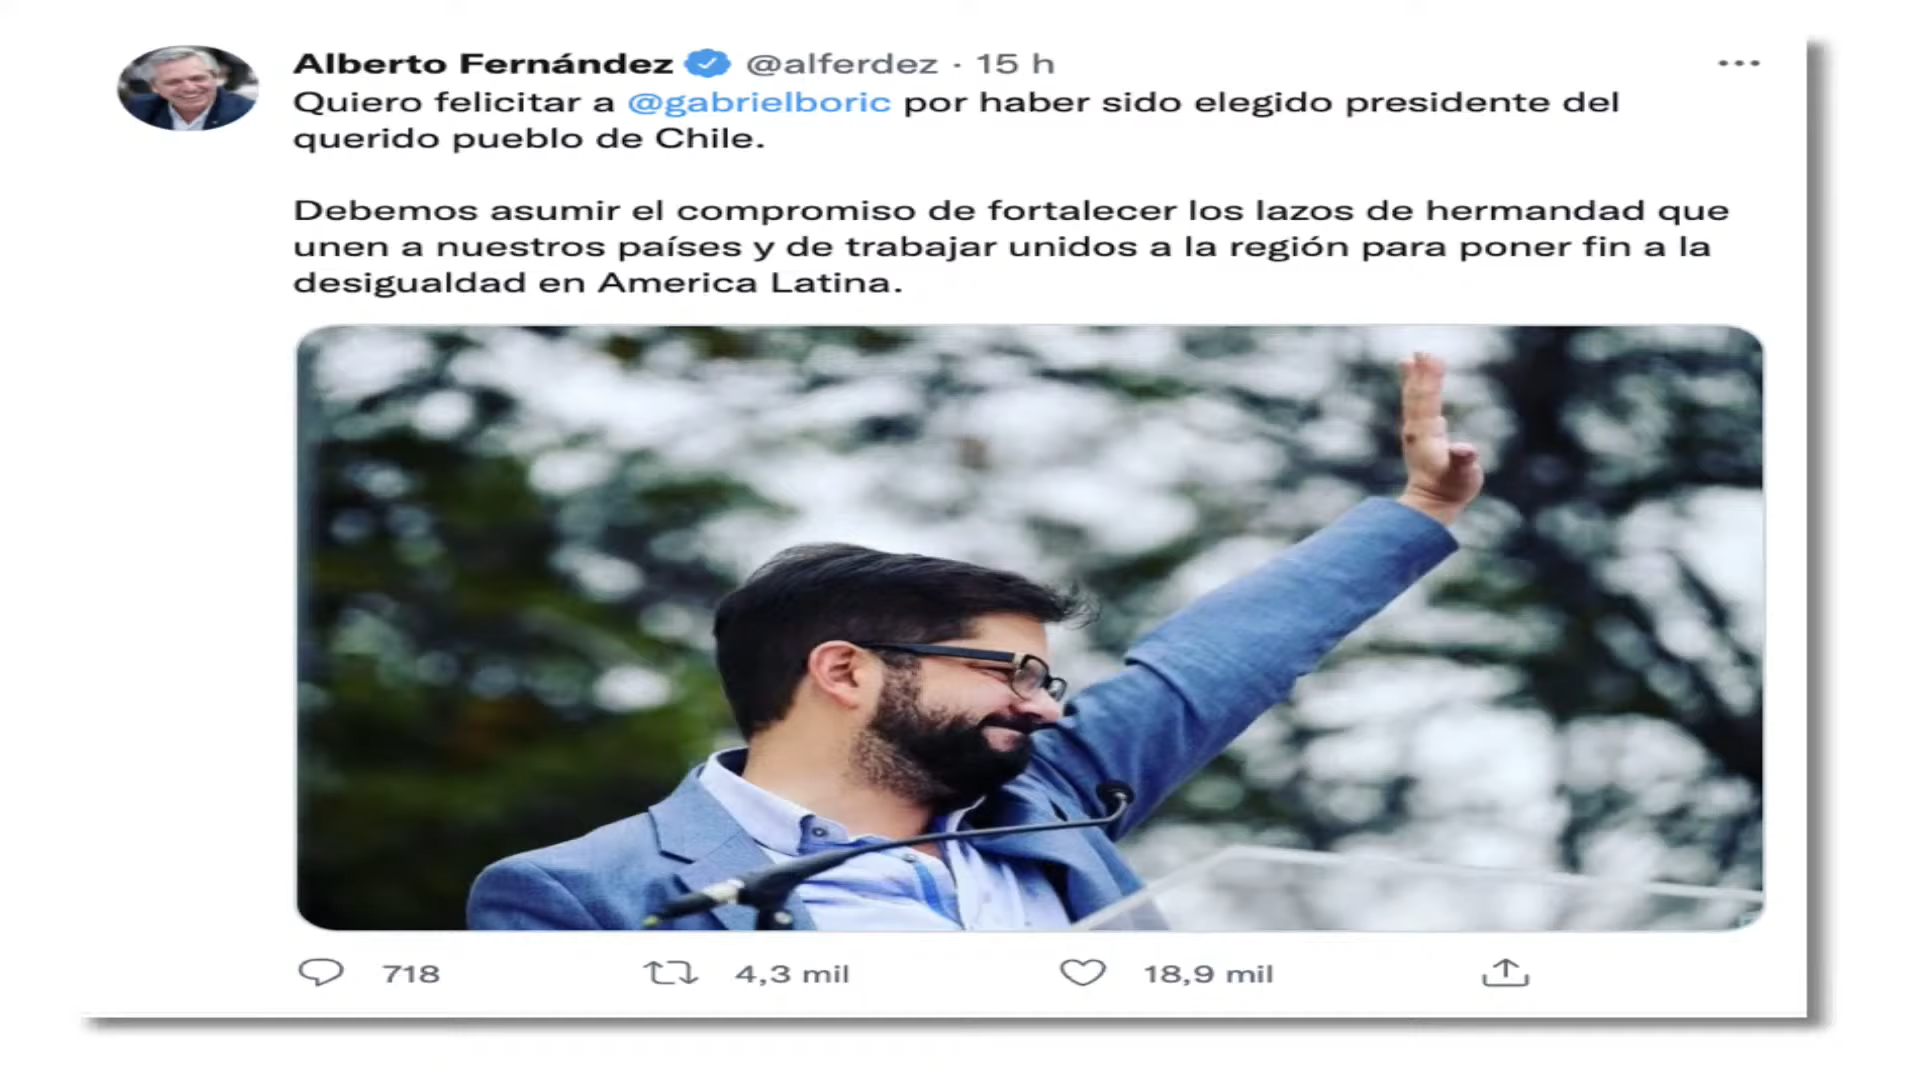 Alberto Fernández @alferdez · 15 h
Quiero felicitar a @gabrielboric por haber sido elegido presidente del
querido pueblo de Chile.
Debemos asumir el compromiso de fortalecer los lazos de hermandad que
unen a nuestros países y de trabajar unidos a la región para poner fin a la
desigualdad en America Latina.
718 4,3 mil 18,9 mil